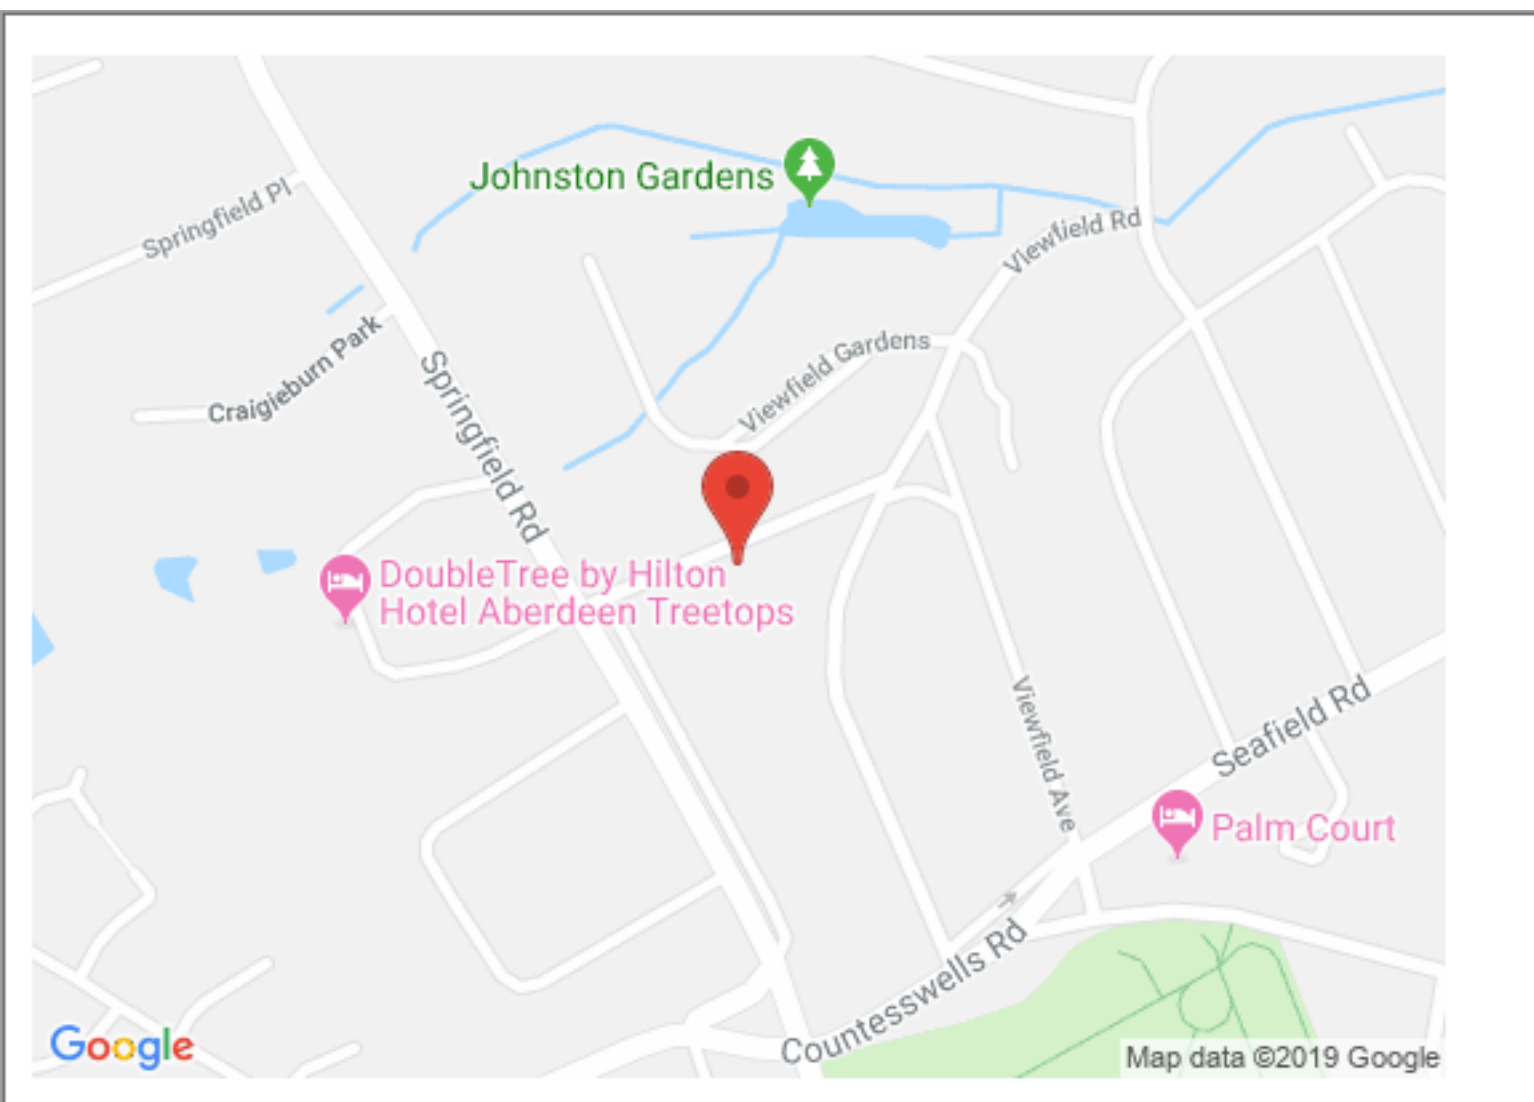 Johnston Gardens
Springfield Pl
Viewfield Rd
Craigieburn Park
Viewfield Gardens
Springfield Rd
DoubleTree by Hilton
Hotel Aberdeen Treetops
Viewfield Ave
Seafield Rd
Palm Court
Countesswells Rd
Google
Map data ©2019 Google